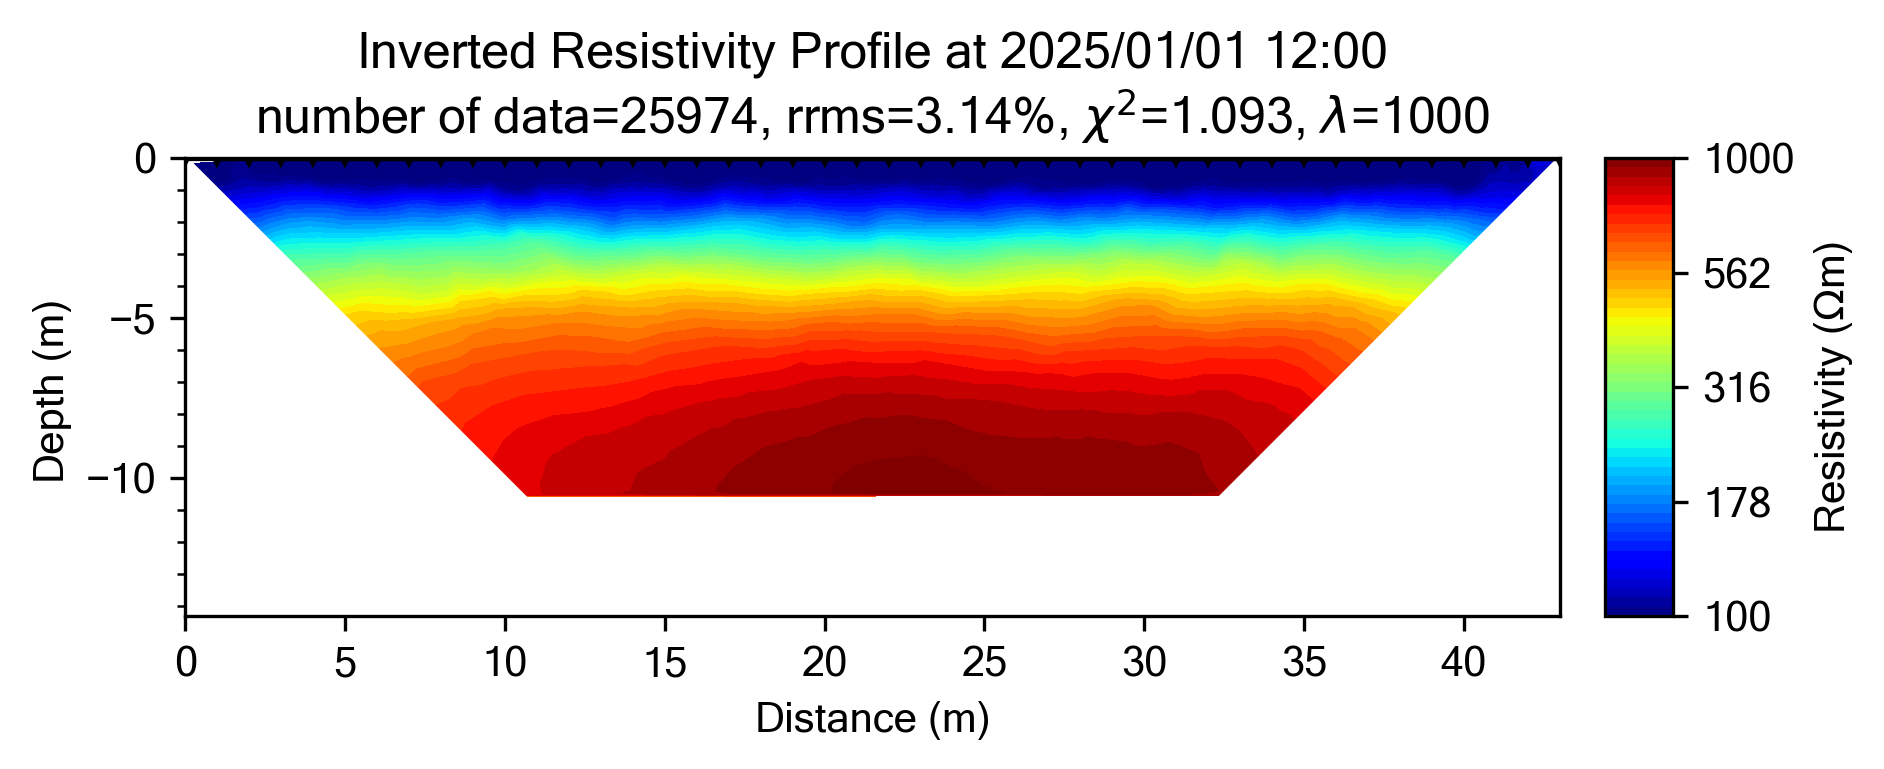 Inverted Resistivity Profile at 2025/01/01 12:00
number of data=25974, rrms=3.14%, χ²=1.093, λ=1000
0
−5
−10
Depth (m)
0 5 10 15 20 25 30 35 40
Distance (m)
1000
562
316
178
100
Resistivity (Ωm)